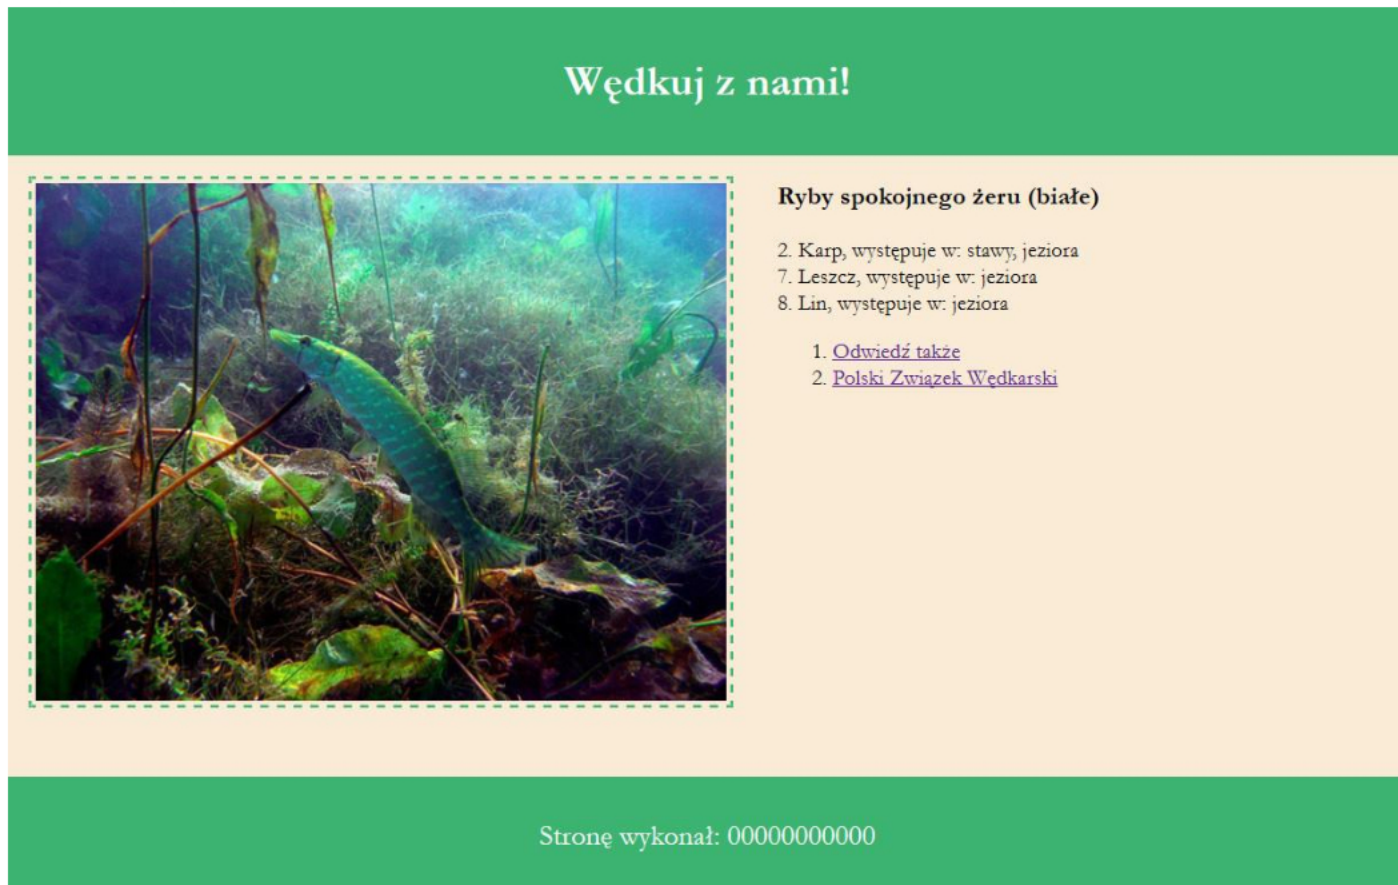 Wędkuj z nami!
Ryby spokojnego żeru (białe)
2. Karp, występuje w: stawy, jeziora
7. Leszcz, występuje w: jeziora
8. Lin, występuje w: jeziora
1. Odwiedź także
2. Polski Związek Wędkarski
Stronę wykonał: 00000000000